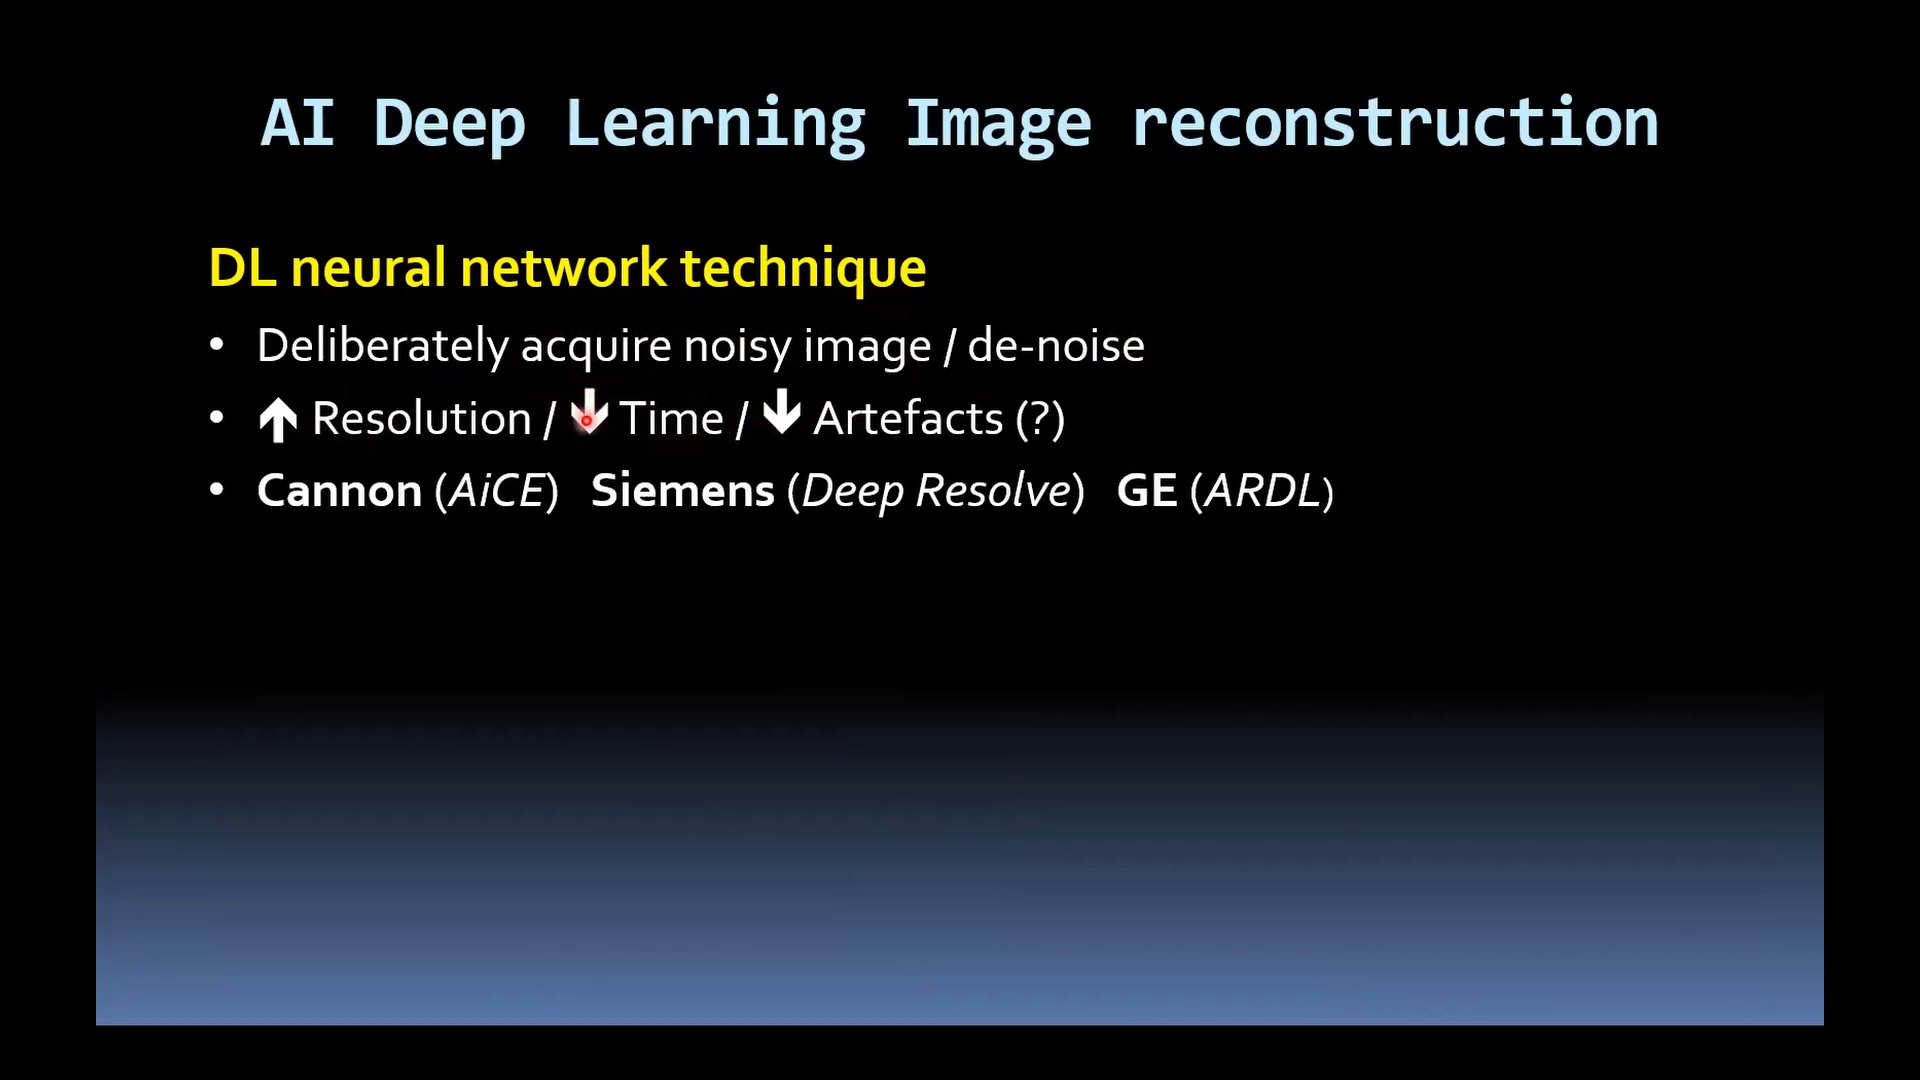 AI Deep Learning Image reconstruction
DL neural network technique
• Deliberately acquire noisy image / de-noise
• 🡹 Resolution / 🡻 Time / 🡻 Artefacts (?)
• Cannon (AiCE) Siemens (Deep Resolve) GE (ARDL)